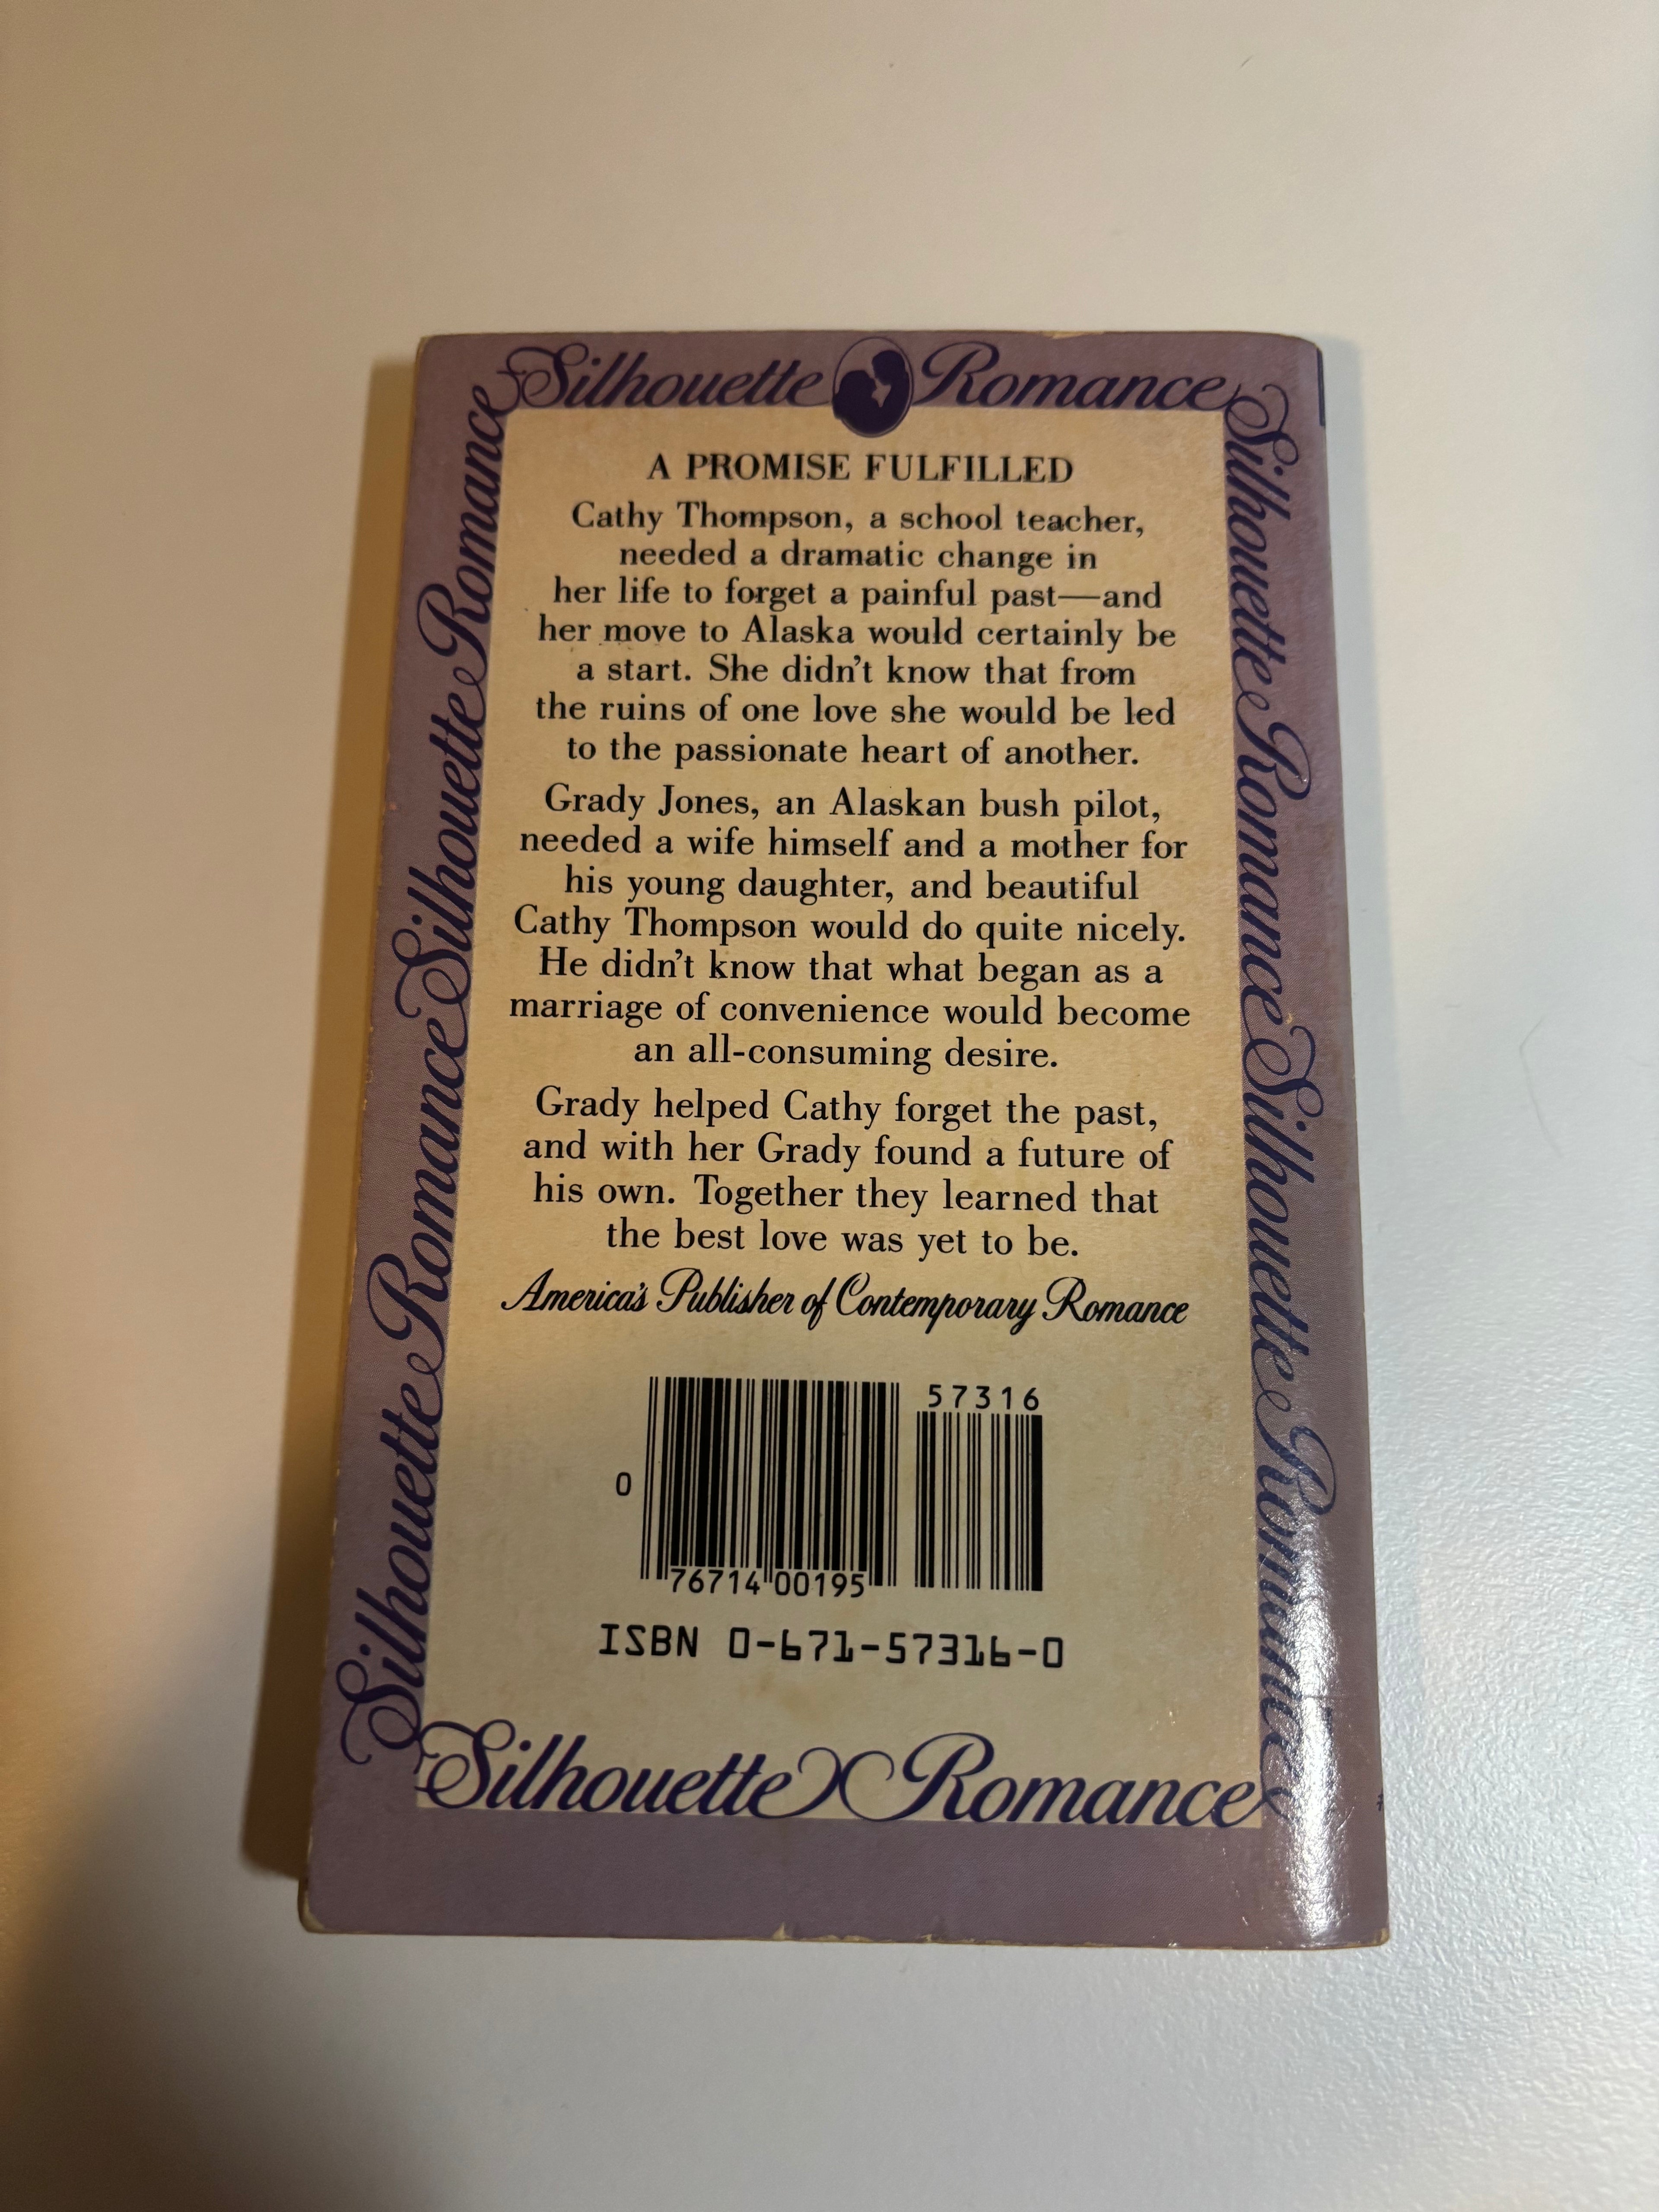 Silhouette Romance
Silhouette Romance Silhouette Romance
Silhouette Romance Silhouette Romance
A PROMISE FULFILLED
Cathy Thompson, a school teacher,
needed a dramatic change in
her life to forget a painful past—and
her move to Alaska would certainly be
a start. She didn't know that from
the ruins of one love she would be led
to the passionate heart of another.
Grady Jones, an Alaskan bush pilot,
needed a wife himself and a mother for
his young daughter, and beautiful
Cathy Thompson would do quite nicely.
He didn't know that what began as a
marriage of convenience would become
an all-consuming desire.
Grady helped Cathy forget the past,
and with her Grady found a future of
his own. Together they learned that
the best love was yet to be.
America's Publisher of Contemporary Romance
57316
0
76714 00195
ISBN 0-671-57316-0
Silhouette Romance